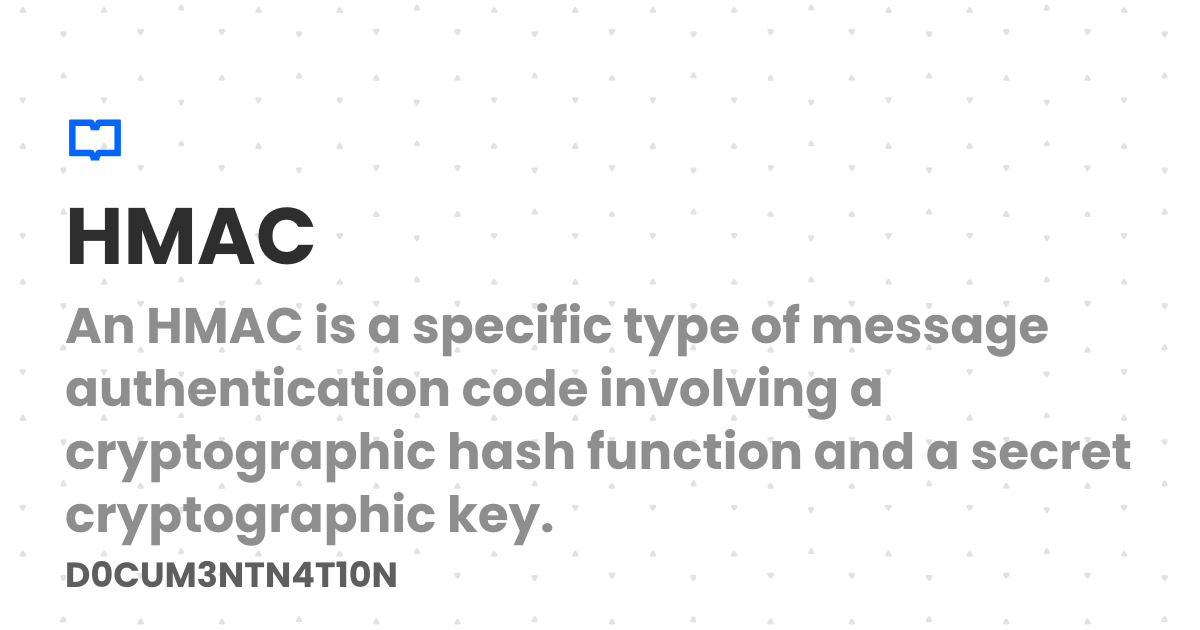 HMAC
An HMAC is a specific type of message
authentication code involving a
cryptographic hash function and a secret
cryptographic key.
D0CUM3NTN4T10N